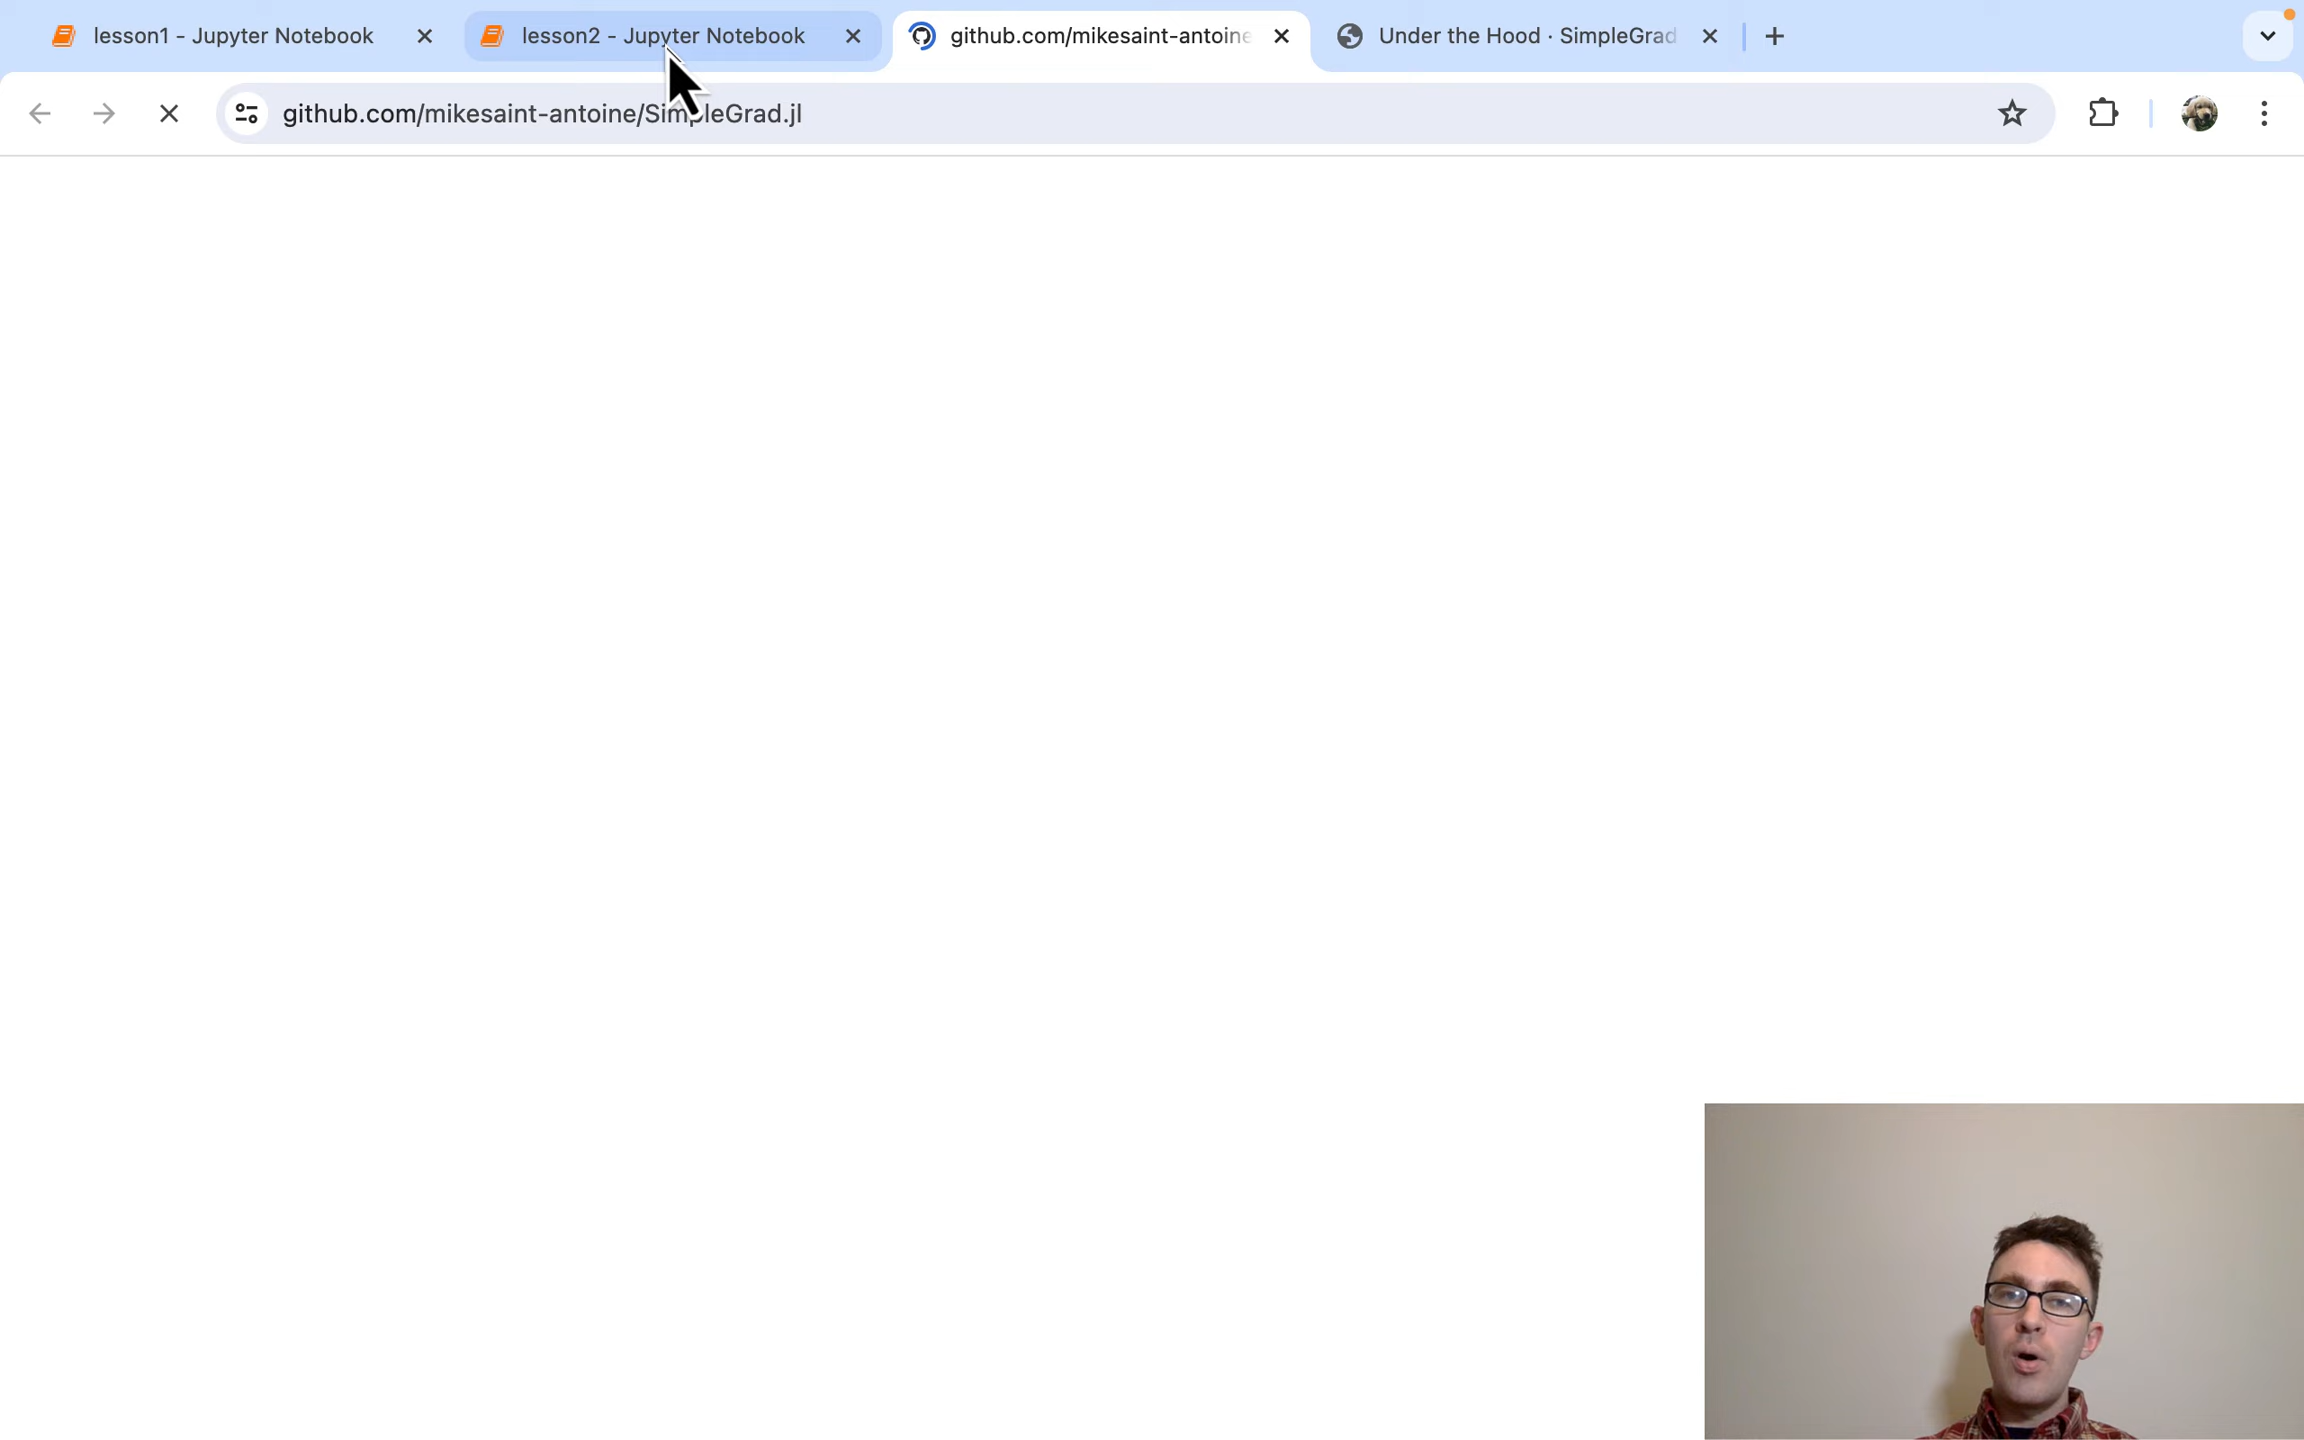 lesson1 - Jupyter Notebook
lesson2 - Jupyter Notebook
github.com/mikesaint-antoine
Under the Hood · SimpleGrad
github.com/mikesaint-antoine/SimpleGrad.jl